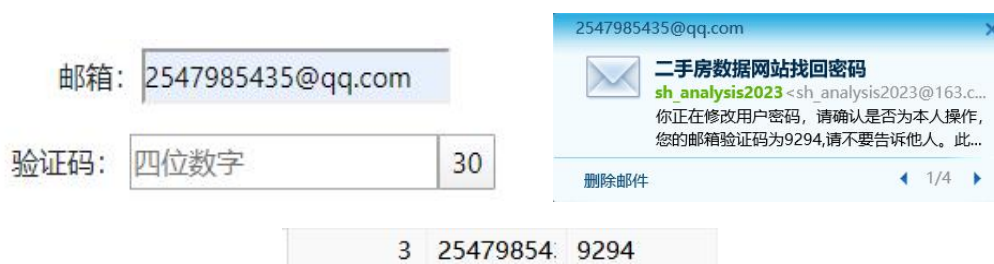 邮箱：2547985435@qq.com
验证码：四位数字 30
2547985435@qq.com
二手房数据网站找回密码
sh_analysis2023<sh_analysis2023@163.c...
你正在修改用户密码，请确认是否为本人操作，
您的邮箱验证码为9294,请不要告诉他人。此...
删除邮件 1/4
3 25479854 9294